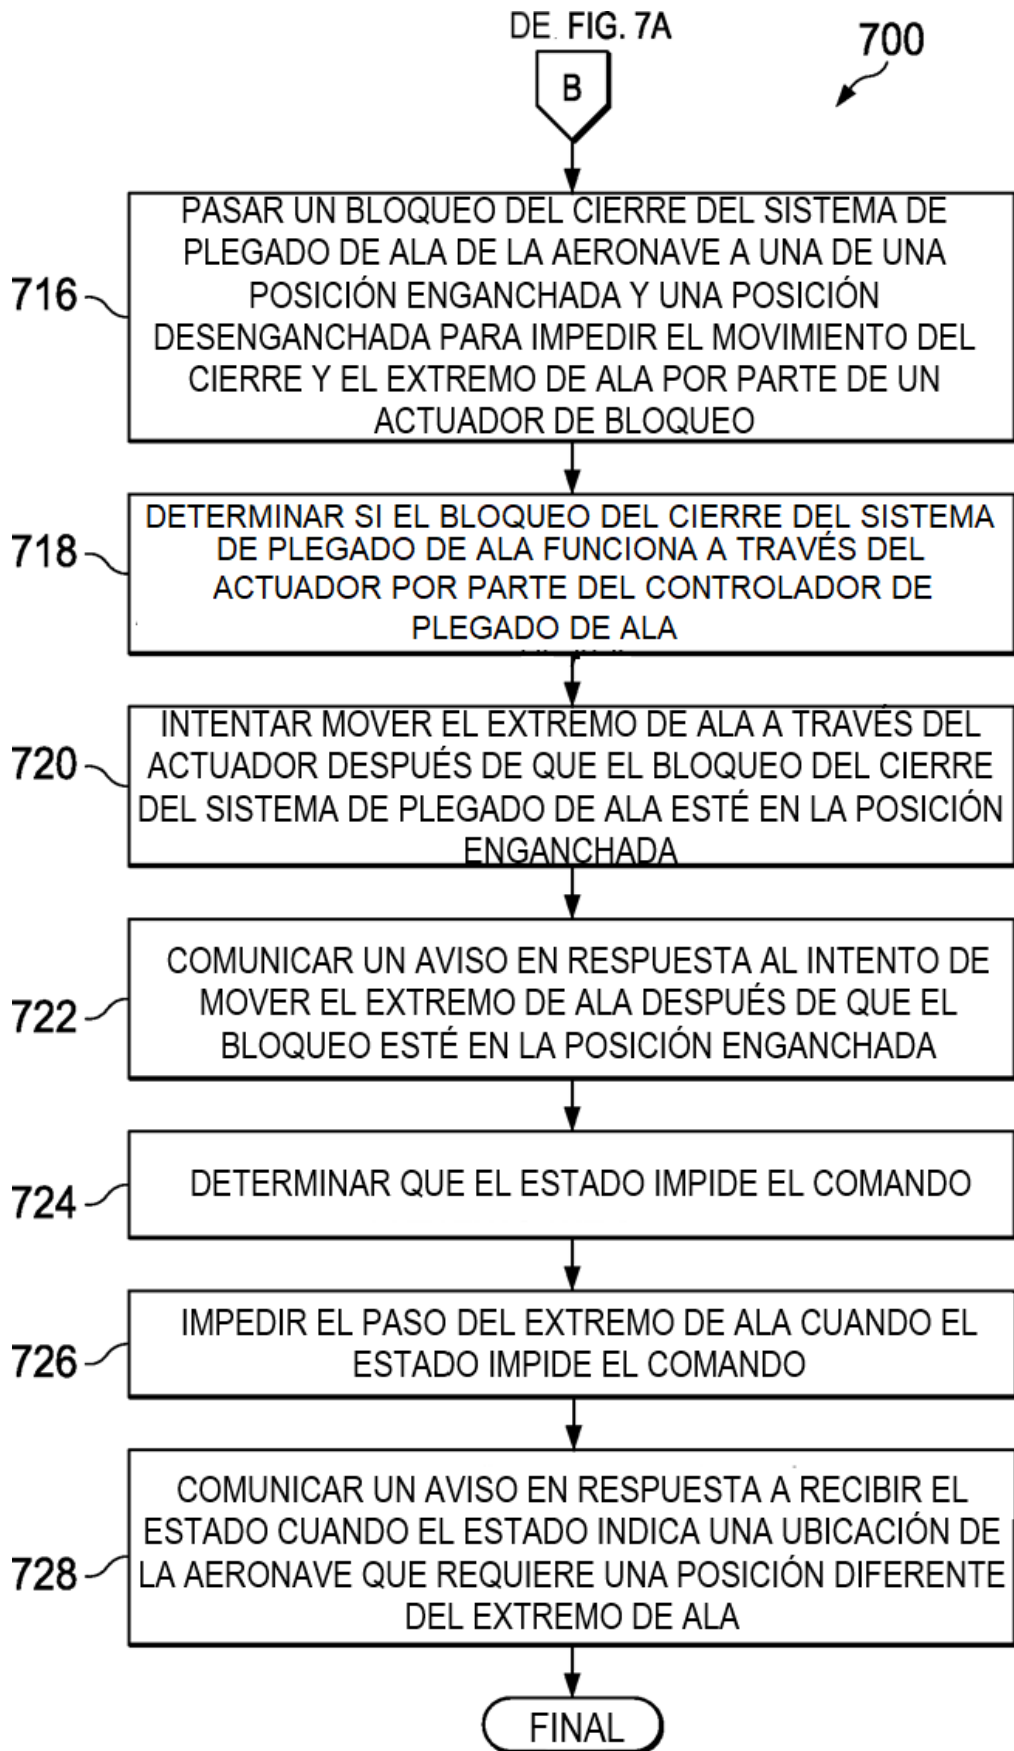 DE FIG. 7A
700
B
716
PASAR UN BLOQUEO DEL CIERRE DEL SISTEMA DE
PLEGADO DE ALA DE LA AERONAVE A UNA DE UNA
POSICIÓN ENGANCHADA Y UNA POSICIÓN
DESENGANCHADA PARA IMPEDIR EL MOVIMIENTO DEL
CIERRE Y EL EXTREMO DE ALA POR PARTE DE UN
ACTUADOR DE BLOQUEO
718
DETERMINAR SI EL BLOQUEO DEL CIERRE DEL SISTEMA
DE PLEGADO DE ALA FUNCIONA A TRAVÉS DEL
ACTUADOR POR PARTE DEL CONTROLADOR DE
PLEGADO DE ALA
720
INTENTAR MOVER EL EXTREMO DE ALA A TRAVÉS DEL
ACTUADOR DESPUÉS DE QUE EL BLOQUEO DEL CIERRE
DEL SISTEMA DE PLEGADO DE ALA ESTÉ EN LA POSICIÓN
ENGANCHADA
722
COMUNICAR UN AVISO EN RESPUESTA AL INTENTO DE
MOVER EL EXTREMO DE ALA DESPUÉS DE QUE EL
BLOQUEO ESTÉ EN LA POSICIÓN ENGANCHADA
724
DETERMINAR QUE EL ESTADO IMPIDE EL COMANDO
726
IMPEDIR EL PASO DEL EXTREMO DE ALA CUANDO EL
ESTADO IMPIDE EL COMANDO
728
COMUNICAR UN AVISO EN RESPUESTA A RECIBIR EL
ESTADO CUANDO EL ESTADO INDICA UNA UBICACIÓN DE
LA AERONAVE QUE REQUIERE UNA POSICIÓN DIFERENTE
DEL EXTREMO DE ALA
FINAL